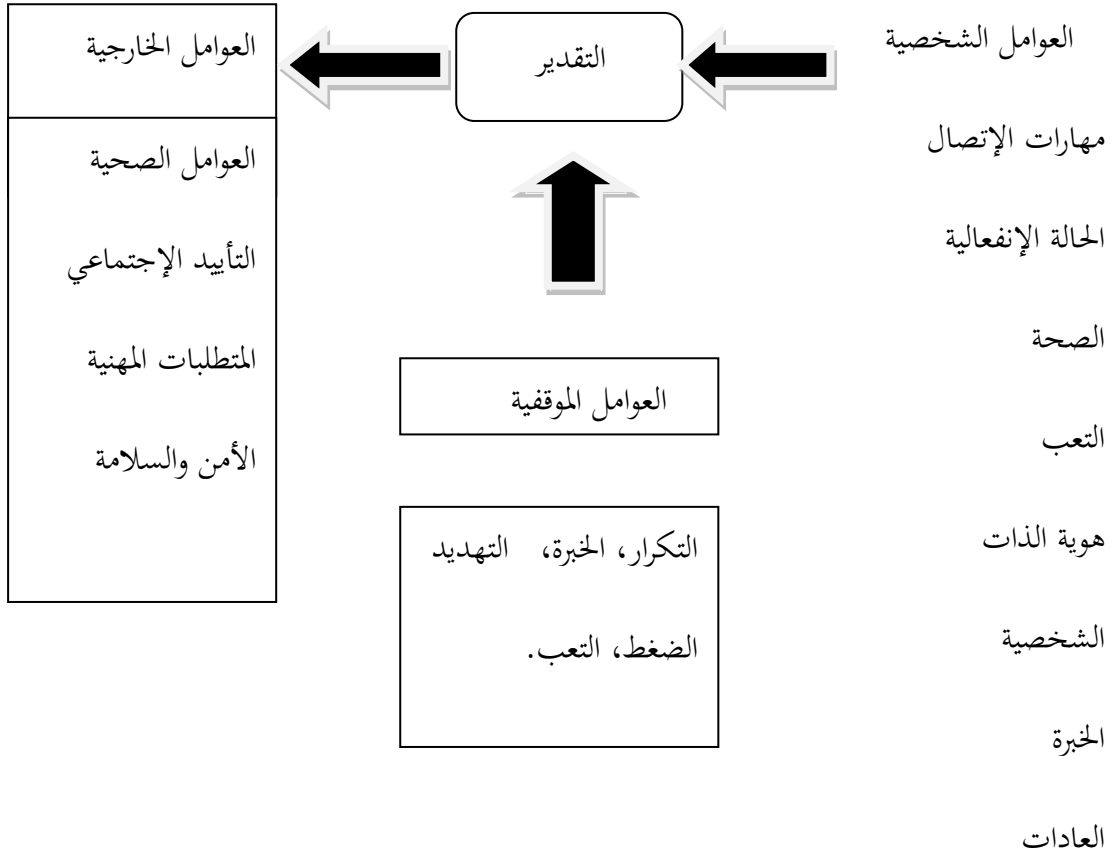 العوامل الشخصية
مهارات الإتصال
الحالة الإنفعالية
الصحة
التعب
هوية الذات
الشخصية
الخبرة
العادات
التقدير
العوامل الموقفية
التكرار، الخبرة، التهديد
الضغط، التعب.
العوامل الخارجية
العوامل الصحية
التأييد الإجتماعي
المتطلبات المهنية
الأمن والسلامة